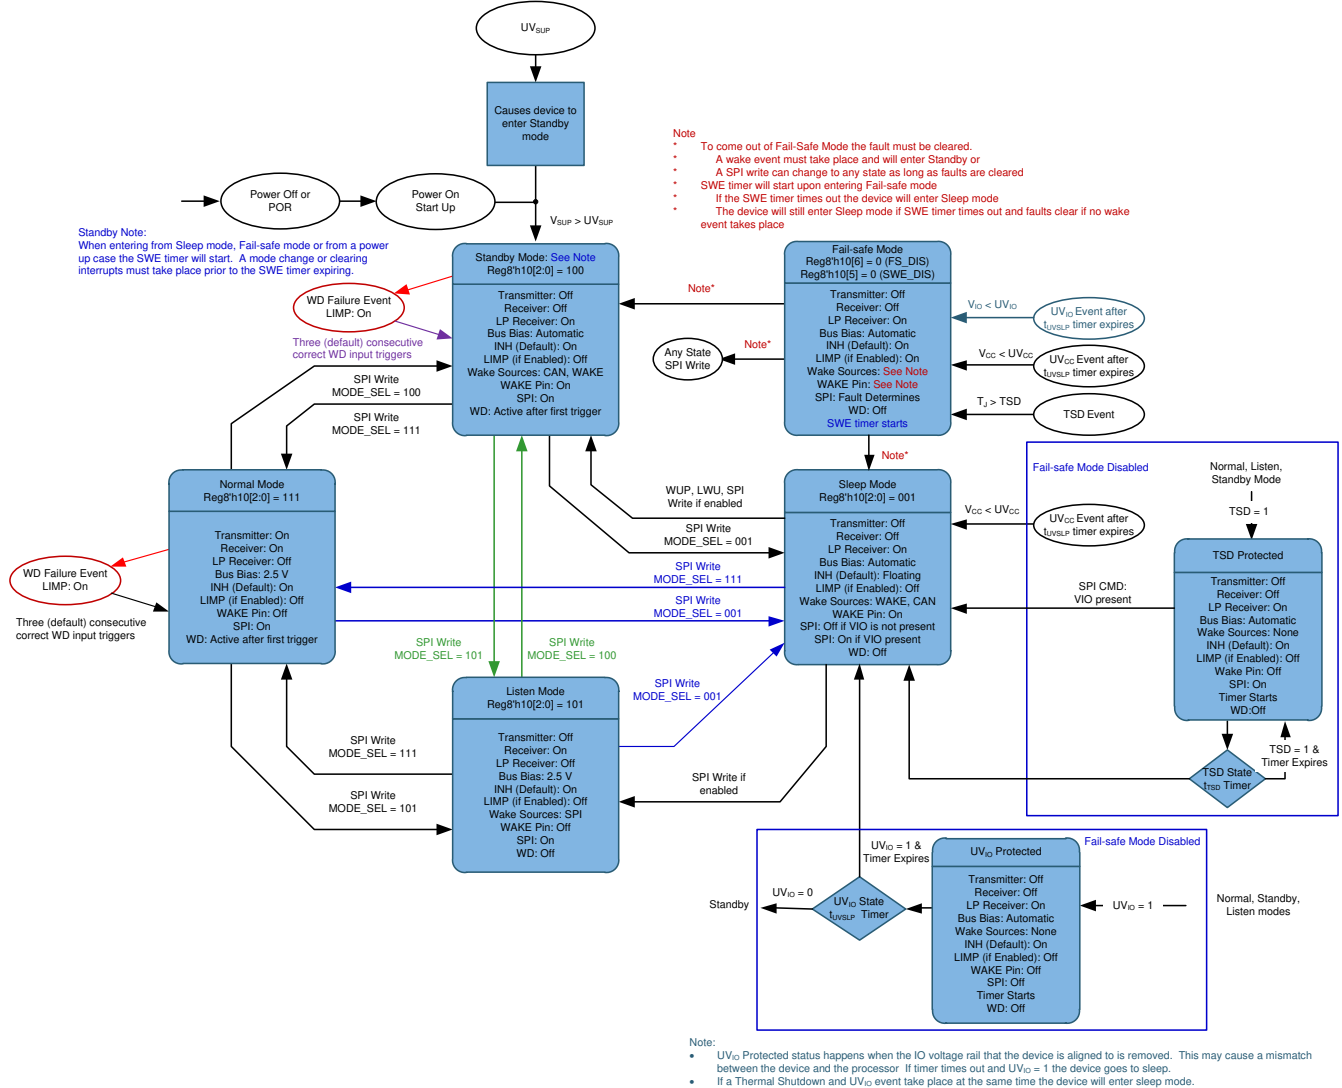 UVSUP
Causes device to
enter Standby
mode
Power Off or
POR
Power On
Start Up
VSUP > UVSUP
Note
* To come out of Fail-Safe Mode the fault must be cleared.
* A wake event must take place and will enter Standby or
* A SPI write can change to any state as long as faults are cleared
* SWE timer will start upon entering Fail-safe mode
* If the SWE timer times out the device will enter Sleep mode
* The device will still enter Sleep mode if SWE timer times out and faults clear if no wake
event takes place
Standby Note:
When entering from Sleep mode, Fail-safe mode or from a power
up case the SWE timer will start. A mode change or clearing
interrupts must take place prior to the SWE timer expiring.
Standby Mode: See Note
Reg8'h10[2:0] = 100
Transmitter: Off
Receiver: Off
LP Receiver: On
Bus Bias: Automatic
INH (Default): On
LIMP (if Enabled): Off
Wake Sources: CAN, WAKE
WAKE Pin: On
SPI: On
WD: Active after first trigger
WD Failure Event
LIMP: On
Three (default) consecutive
correct WD input triggers
SPI Write
MODE_SEL = 100
SPI Write
MODE_SEL = 111
Note*
Note*
Any State
SPI Write
Fail-safe Mode
Reg8'h10[6] = 0 (FS_DIS)
Reg8'h10[5] = 0 (SWE_DIS)
Transmitter: Off
Receiver: Off
LP Receiver: On
Bus Bias: Automatic
INH (Default): On
LIMP (if Enabled): On
Wake Sources: See Note
WAKE Pin: See Note
SPI: Fault Determines
WD: Off
SWE timer starts
VIO < UVIO
UVIO Event after
tUVSLP timer expires
VCC < UVCC
UVCC Event after
tUVSLP timer expires
TJ > TSD
TSD Event
Note*
Normal Mode
Reg8'h10[2:0] = 111
Transmitter: On
Receiver: On
LP Receiver: Off
Bus Bias: 2.5 V
INH (Default): On
LIMP (if Enabled): Off
WAKE Pin: Off
SPI: On
WD: Active after first trigger
WD Failure Event
LIMP: On
Three (default) consecutive
correct WD input triggers
WUP, LWU, SPI
Write if enabled
SPI Write
MODE_SEL = 001
SPI Write
MODE_SEL = 111
SPI Write
MODE_SEL = 001
Sleep Mode
Reg8'h10[2:0] = 001
Transmitter: Off
Receiver: Off
LP Receiver: On
Bus Bias: Automatic
INH (Default): Floating
LIMP (if Enabled): Off
Wake Sources: WAKE, CAN
WAKE Pin: On
SPI: Off if VIO is not present
SPI: On if VIO present
WD: Off
VCC < UVCC
UVCC Event after
tUVSLP timer expires
Fail-safe Mode Disabled
Normal, Listen,
Standby Mode
TSD = 1
TSD Protected
Transmitter: Off
Receiver: Off
LP Receiver: On
Bus Bias: Automatic
Wake Sources: None
INH (Default): On
LIMP (if Enabled): Off
Wake Pin: Off
SPI: On
Timer Starts
WD:Off
SPI CMD:
VIO present
TSD State
tTSD Timer
TSD = 1 &
Timer Expires
SPI Write
MODE_SEL = 101
SPI Write
MODE_SEL = 100
SPI Write
MODE_SEL = 001
Listen Mode
Reg8'h10[2:0] = 101
Transmitter: Off
Receiver: On
LP Receiver: Off
Bus Bias: 2.5 V
INH (Default): On
LIMP (if Enabled): Off
Wake Sources: SPI
WAKE Pin: Off
SPI: On
WD: Off
SPI Write
MODE_SEL = 111
SPI Write
MODE_SEL = 101
SPI Write if
enabled
Fail-safe Mode Disabled
UVIO = 1 &
Timer Expires
UVIO Protected
Transmitter: Off
Receiver: Off
LP Receiver: On
Bus Bias: Automatic
Wake Sources: None
INH (Default): On
LIMP (if Enabled): Off
WAKE Pin: Off
SPI: Off
Timer Starts
WD: Off
Standby
UVIO = 0
UVIO State
tUVSLP Timer
UVIO = 1
Normal, Standby,
Listen modes
Note:
• UVIO Protected status happens when the IO voltage rail that the device is aligned to is removed. This may cause a mismatch
between the device and the processor If timer times out and UVIO = 1 the device goes to sleep.
• If a Thermal Shutdown and UVIO event take place at the same time the device will enter sleep mode.